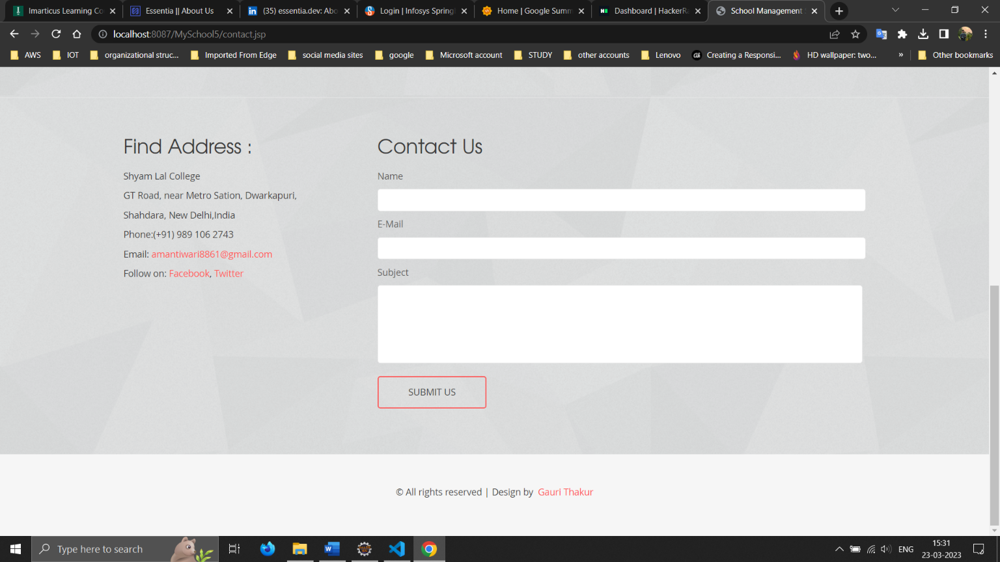 Imarticus Learning Co
Essentia || About Us
(35) essentia.dev: Abo
Login | Infosys Spring
Home | Google Summ
Dashboard | HackerRa
School Management S
localhost:8087/MySchool5/contact.jsp
AWS
IOT
organizational struc...
Imported From Edge
social media sites
google
Microsoft account
STUDY
other accounts
Lenovo
Creating a Responsi...
HD wallpaper: two...
»
Other bookmarks
Find Address :
Shyam Lal College
GT Road, near Metro Sation, Dwarkapuri,
Shahdara, New Delhi,India
Phone:(+91) 989 106 2743
Email: amantiwari8861@gmail.com
Follow on: Facebook, Twitter
Contact Us
Name
E-Mail
Subject
SUBMIT US
© All rights reserved | Design by Gauri Thakur
Type here to search
ENG
15:31
23-03-2023